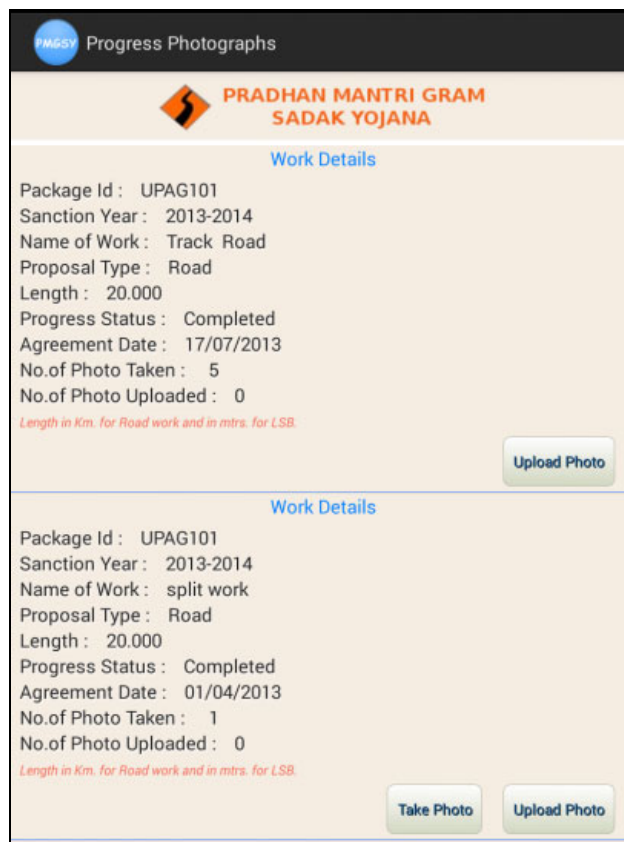 PMGSY Progress Photographs
PRADHAN MANTRI GRAM
SADAK YOJANA
Work Details
Package Id : UPAG101
Sanction Year : 2013-2014
Name of Work : Track Road
Proposal Type : Road
Length : 20.000
Progress Status : Completed
Agreement Date : 17/07/2013
No.of Photo Taken : 5
No.of Photo Uploaded : 0
Length in Km. for Road work and in mtrs. for LSB.
Upload Photo
Work Details
Package Id : UPAG101
Sanction Year : 2013-2014
Name of Work : split work
Proposal Type : Road
Length : 20.000
Progress Status : Completed
Agreement Date : 01/04/2013
No.of Photo Taken : 1
No.of Photo Uploaded : 0
Length in Km. for Road work and in mtrs. for LSB.
Take Photo Upload Photo